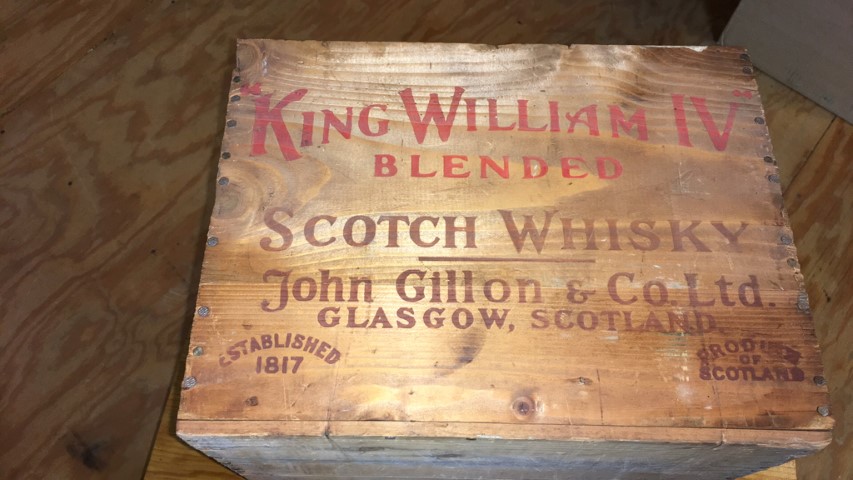 "KING WILLIAM IV"
BLENDED
SCOTCH WHISKY
John Gillon & Co. Ltd.
GLASGOW, SCOTLAND.
ESTABLISHED
1817
PRODUCE
OF
SCOTLAND